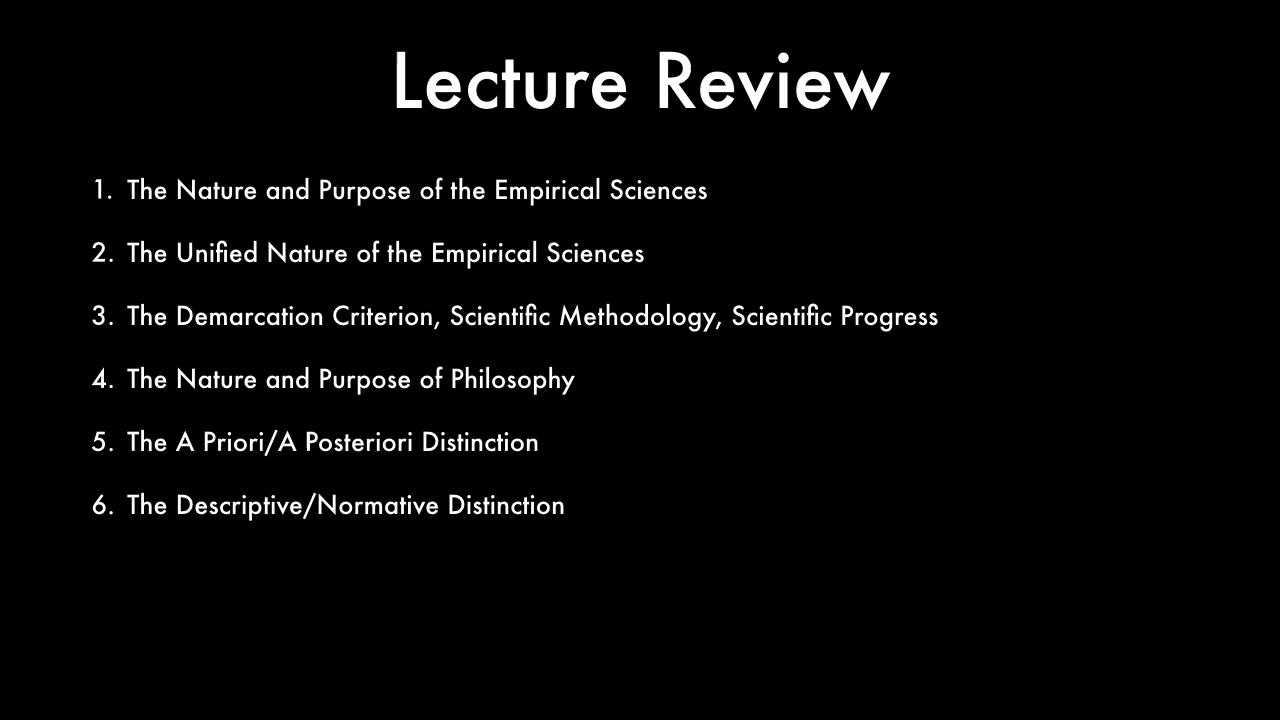 Lecture Review
1. The Nature and Purpose of the Empirical Sciences
2. The Unified Nature of the Empirical Sciences
3. The Demarcation Criterion, Scientific Methodology, Scientific Progress
4. The Nature and Purpose of Philosophy
5. The A Priori/A Posteriori Distinction
6. The Descriptive/Normative Distinction